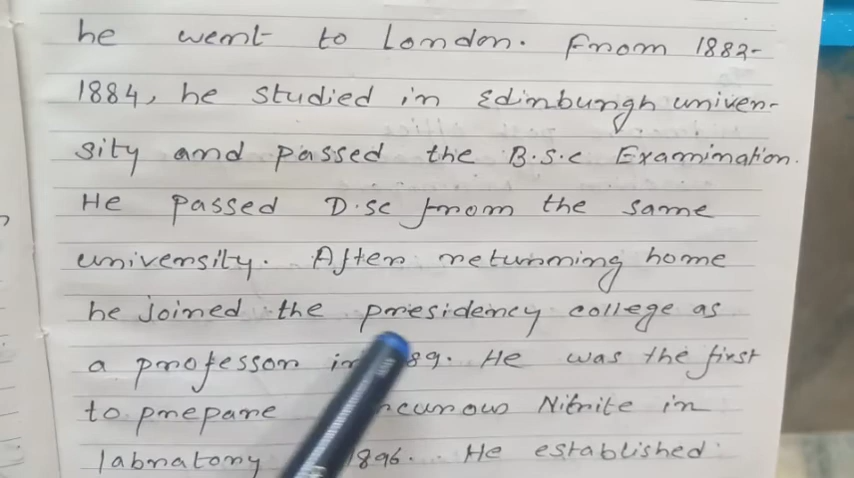 he went to London. From 1882-
1884, he studied in Edinburgh univer-
sity and passed the B.s.c Examination.
He passed D.sc from the same
university. After returning home
he joined the presidency college as
a professor 89. He was the first
to prepare Nitrite in
labratory 1896. He established